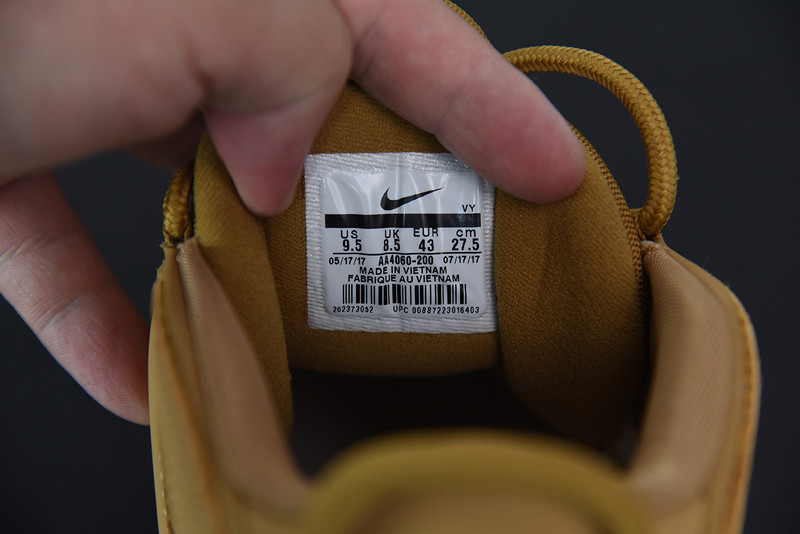 VY
US UK EUR cm
9.5 8.5 43 27.5
05/17/17 AA4060-200 07/17/17
MADE IN VIETNAM
FABRIQUE AU VIETNAM
202373052 UPC 00887223016403